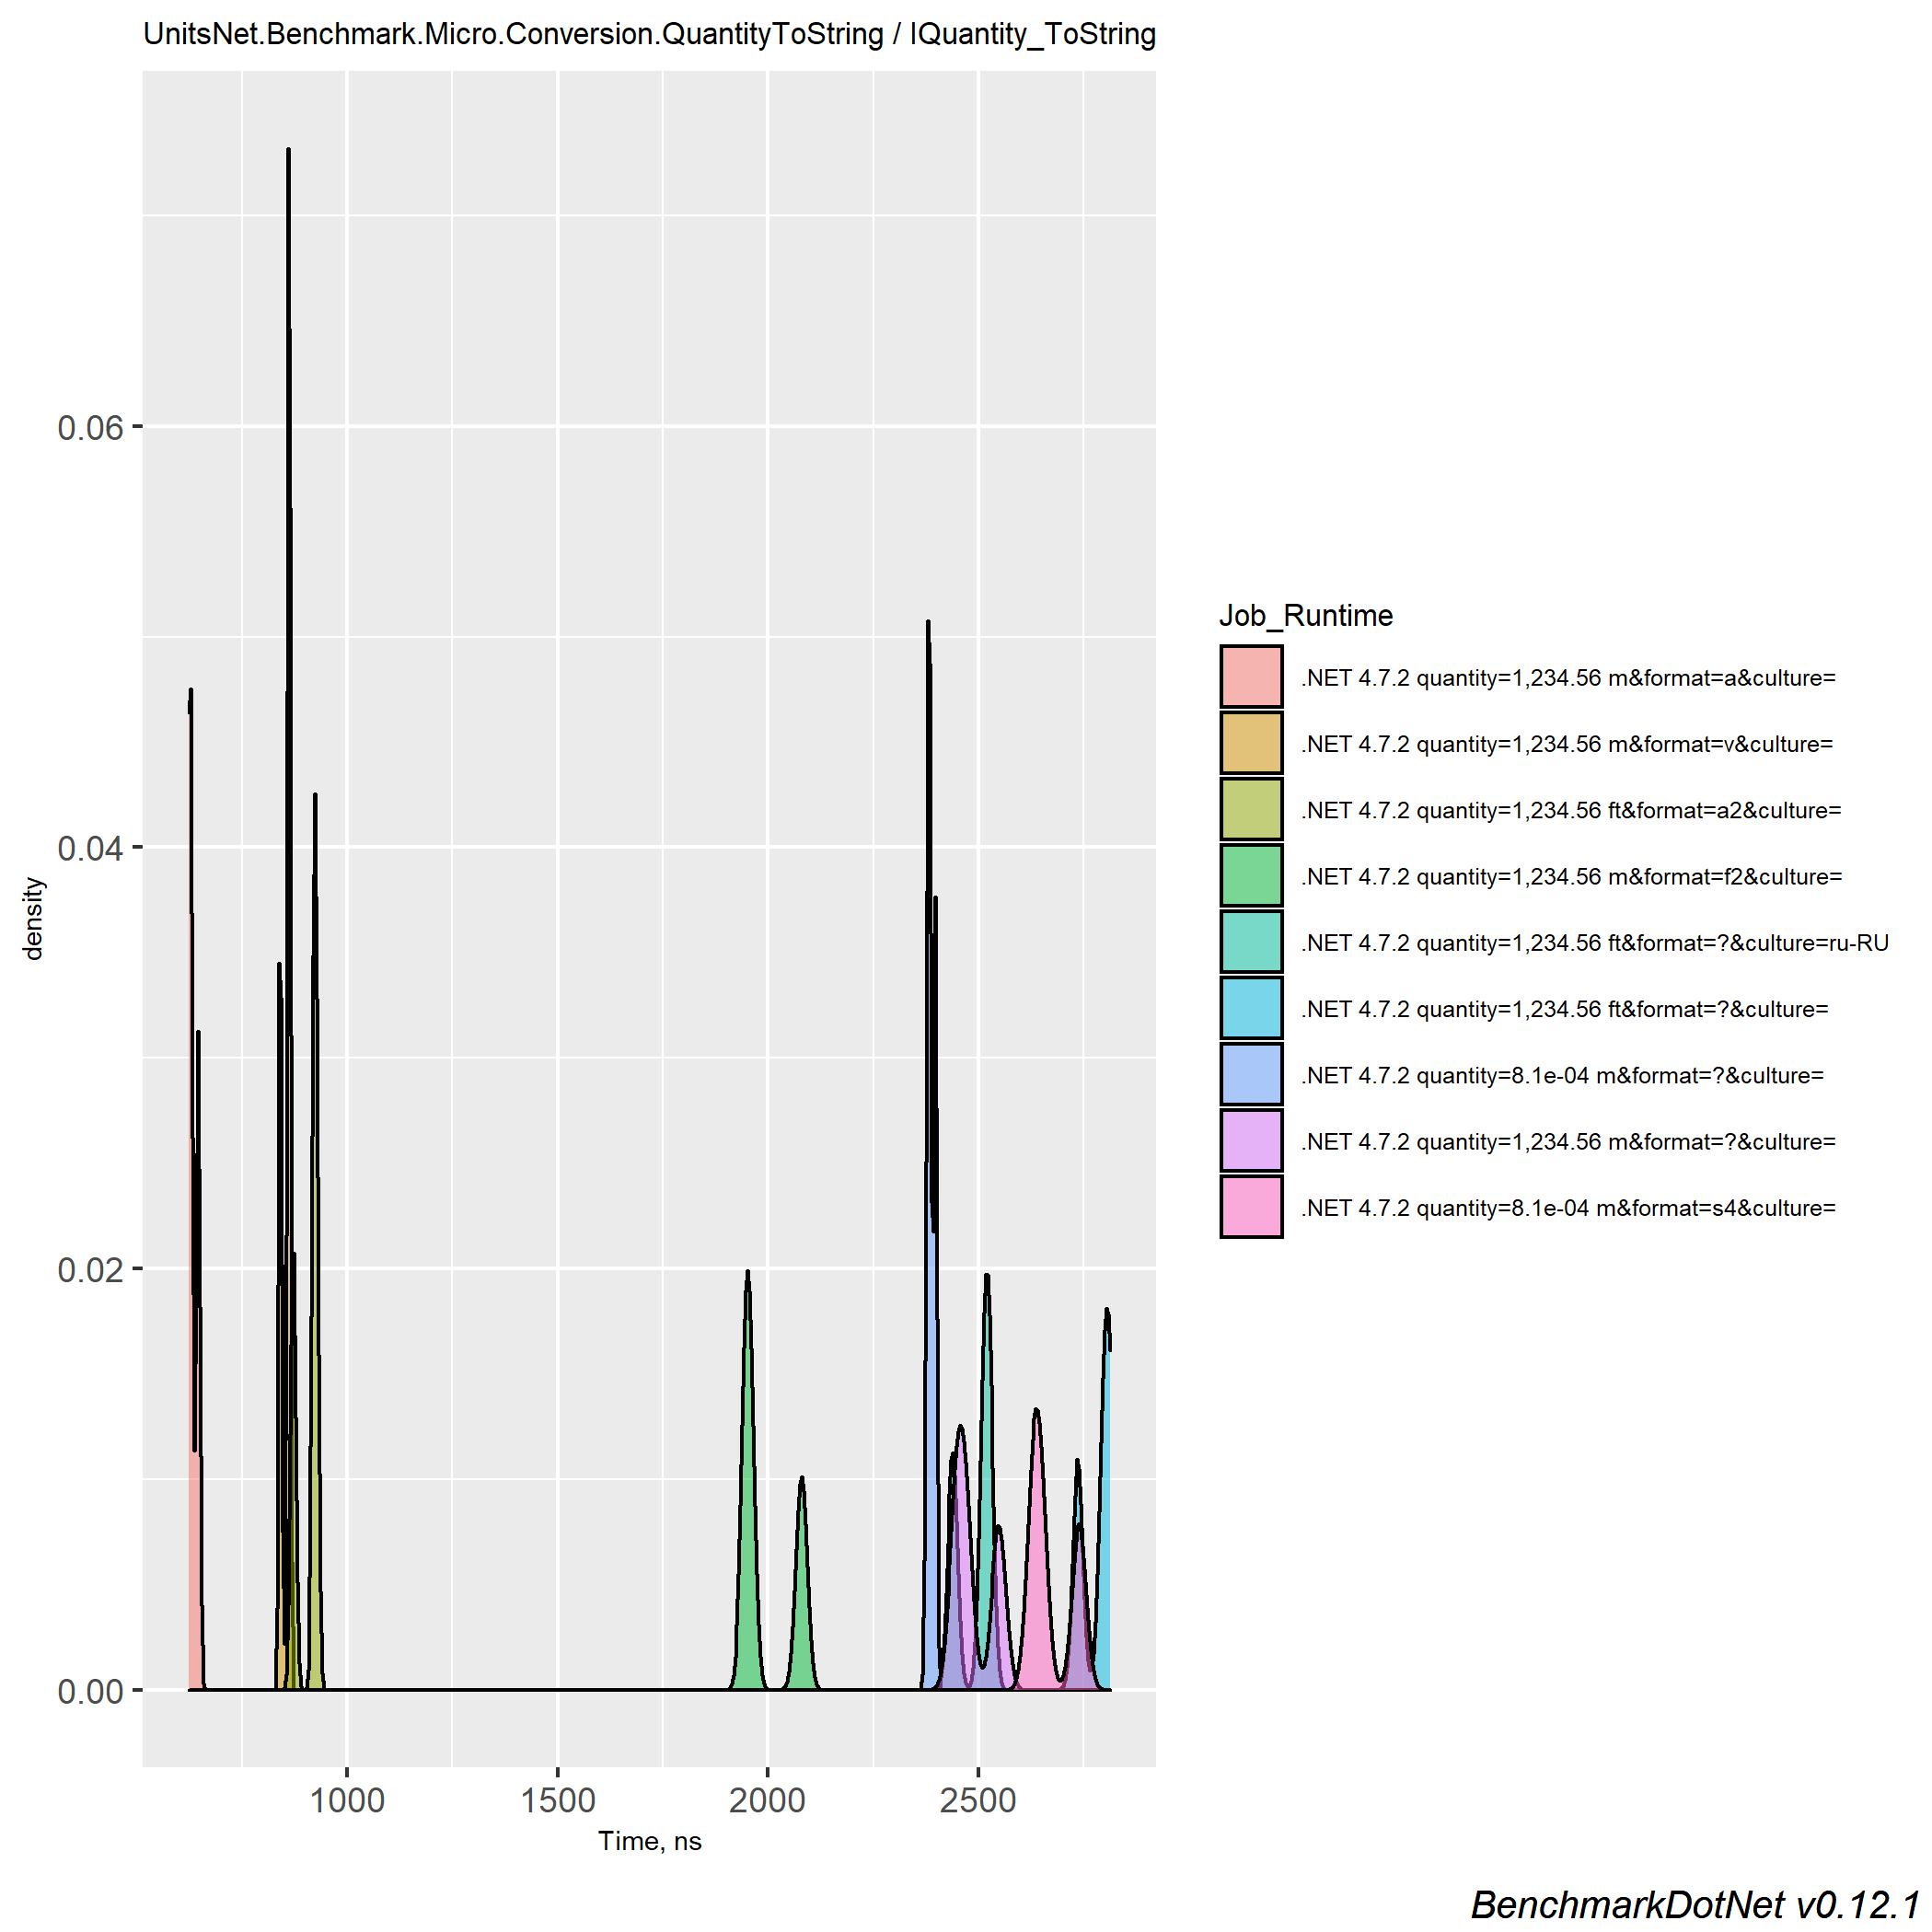 UnitsNet.Benchmark.Micro.Conversion.QuantityToString / IQuantity_ToString
0.06
0.04
0.02
0.00
density
1000 1500 2000 2500
Time, ns
Job_Runtime
.NET 4.7.2 quantity=1,234.56 m&format=a&culture=
.NET 4.7.2 quantity=1,234.56 m&format=v&culture=
.NET 4.7.2 quantity=1,234.56 ft&format=a2&culture=
.NET 4.7.2 quantity=1,234.56 m&format=f2&culture=
.NET 4.7.2 quantity=1,234.56 ft&format=?&culture=ru-RU
.NET 4.7.2 quantity=1,234.56 ft&format=?&culture=
.NET 4.7.2 quantity=8.1e-04 m&format=?&culture=
.NET 4.7.2 quantity=1,234.56 m&format=?&culture=
.NET 4.7.2 quantity=8.1e-04 m&format=s4&culture=
BenchmarkDotNet v0.12.1